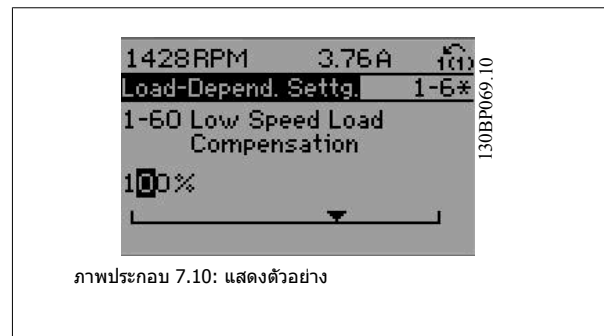 1428RPM 3.76A 1(1)
Load-Depend. Settg. 1-6*
1-60 Low Speed Load
Compensation
100%
130BP069.10
ภาพประกอบ 7.10: แสดงตัวอย่าง